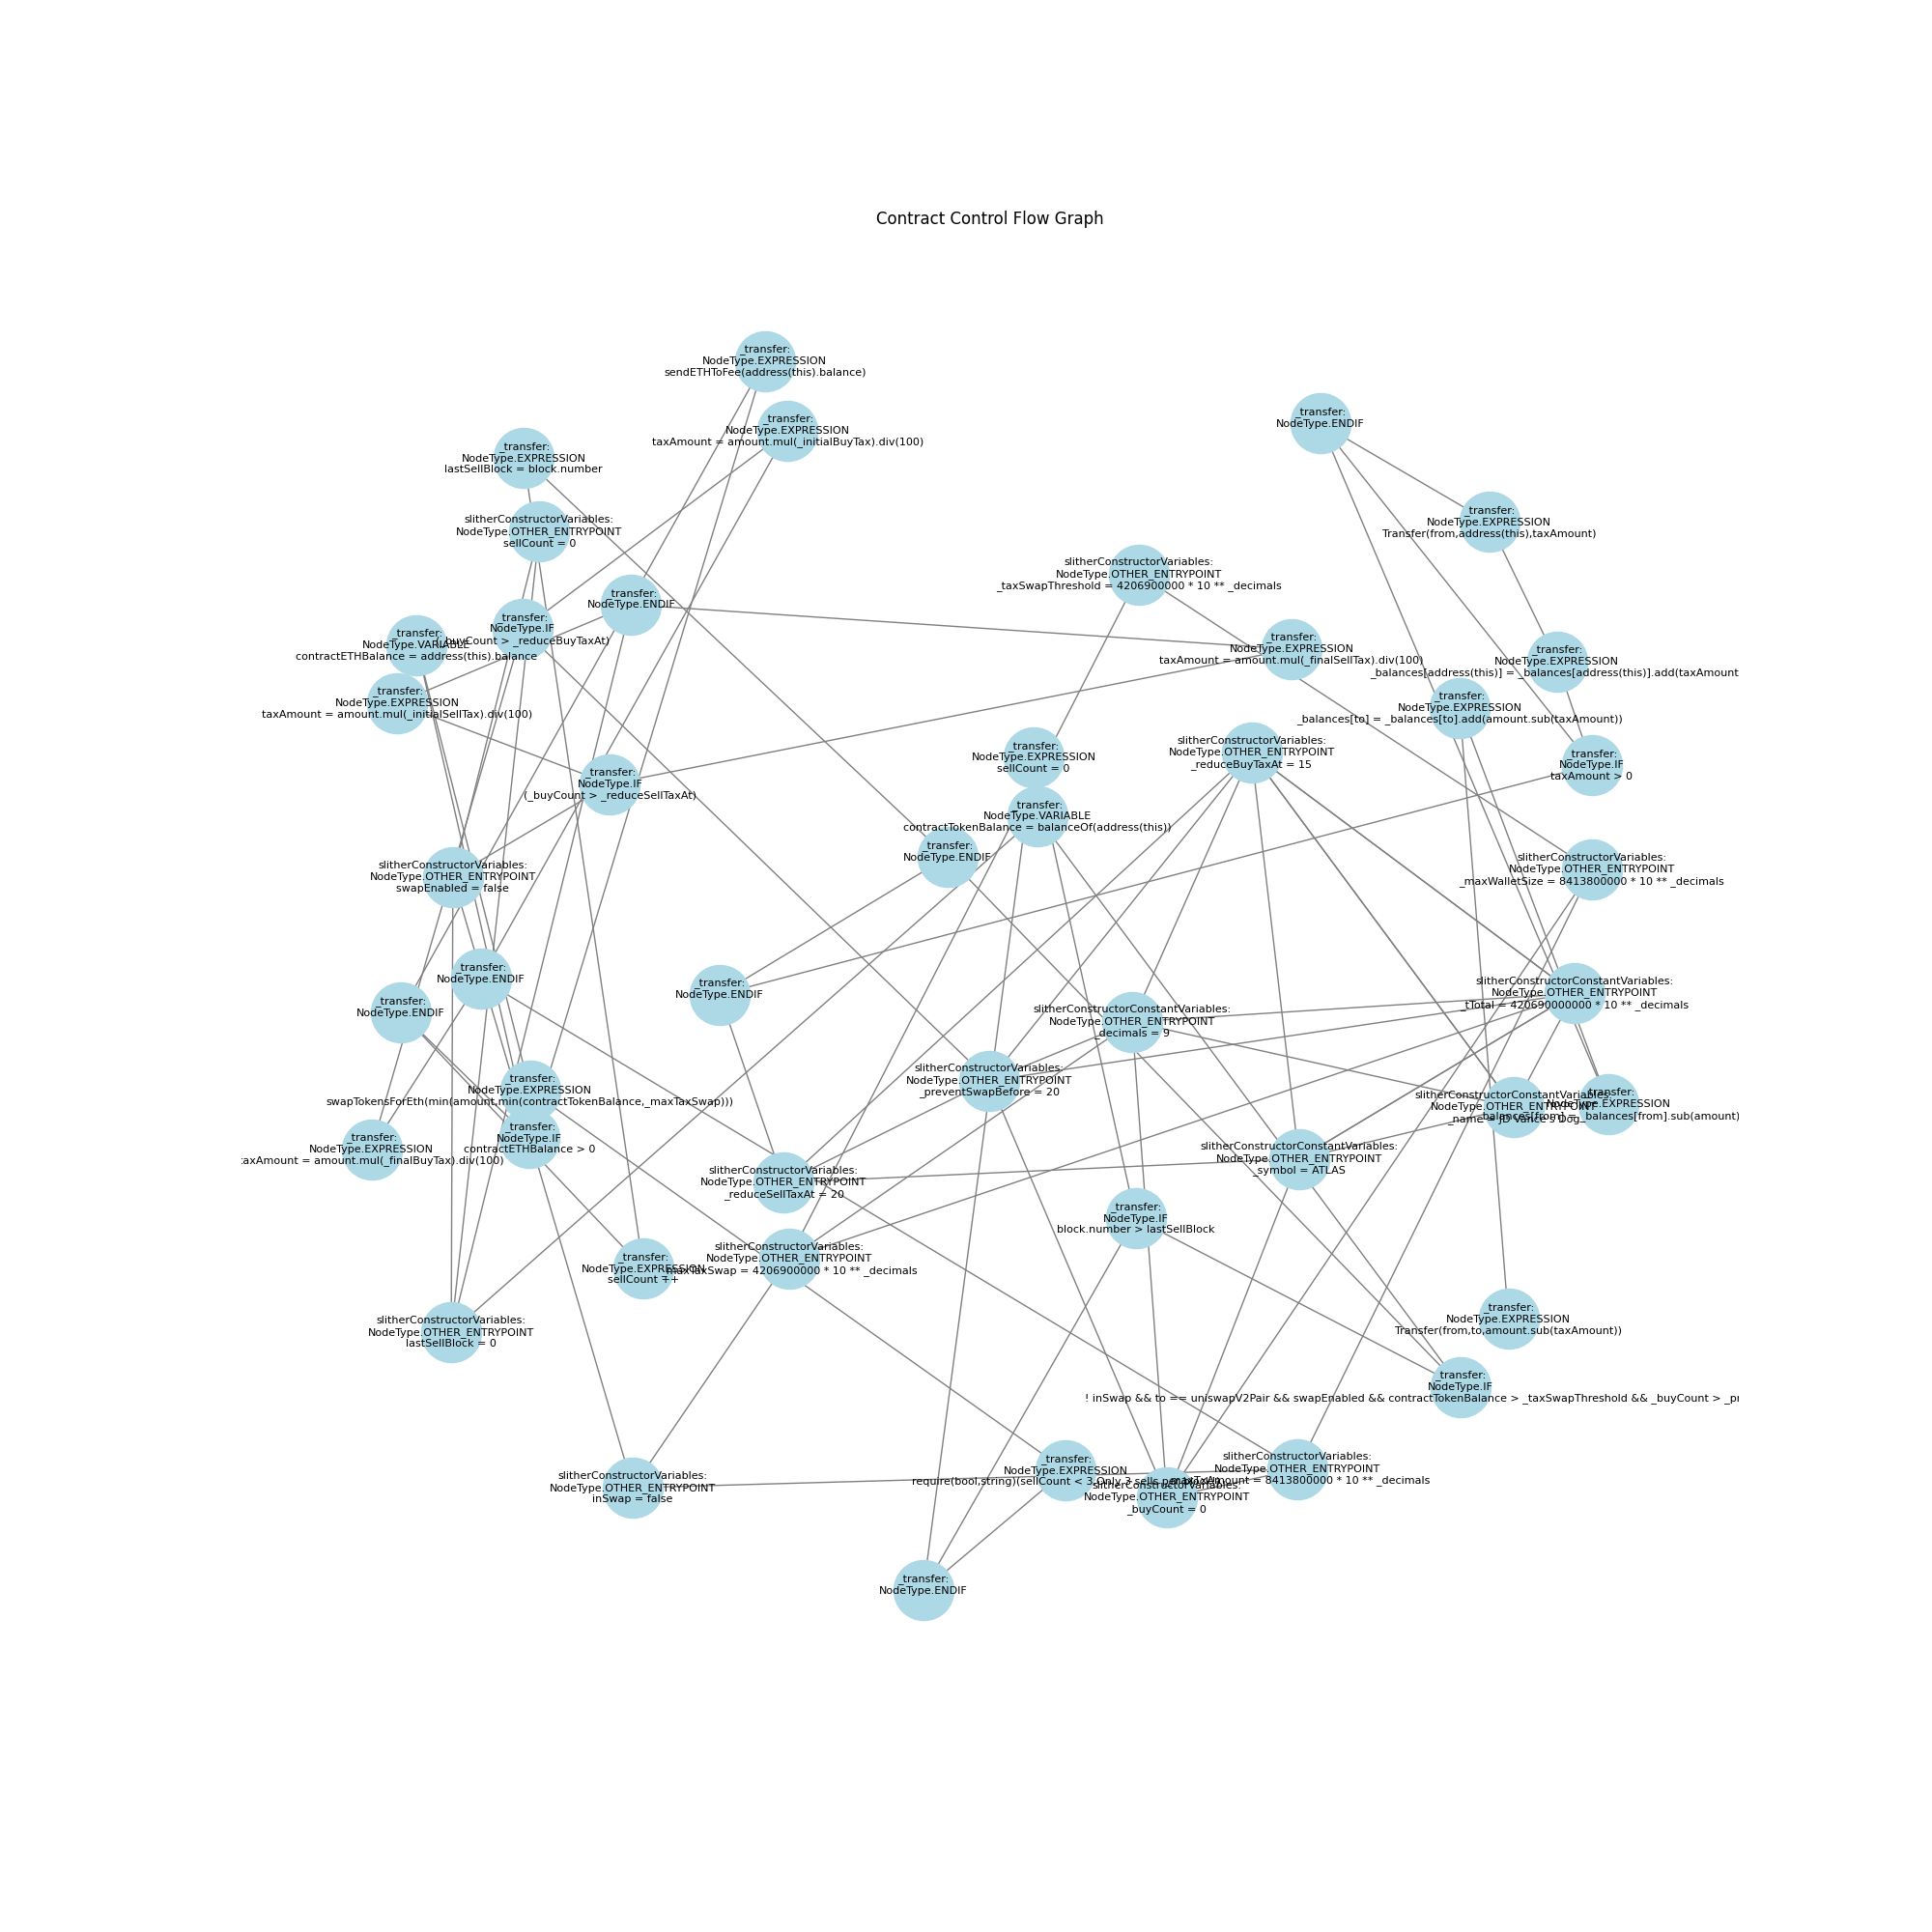 Contract Control Flow Graph
_transfer:
NodeType.EXPRESSION
sendETHToFee(address(this).balance)
_transfer:
NodeType.EXPRESSION
taxAmount = amount.mul(_initialBuyTax).div(100)
_transfer:
NodeType.ENDIF
_transfer:
NodeType.EXPRESSION
lastSellBlock = block.number
slitherConstructorVariables:
NodeType.OTHER_ENTRYPOINT
sellCount = 0
_transfer:
NodeType.EXPRESSION
Transfer(from,address(this),taxAmount)
slitherConstructorVariables:
NodeType.OTHER_ENTRYPOINT
_taxSwapThreshold = 4206900000 * 10 ** _decimals
_transfer:
NodeType.ENDIF
_transfer:
NodeType.IF
(_buyCount > _reduceBuyTaxAt)
_transfer:
NodeType.VARIABLE
contractETHBalance = address(this).balance
_transfer:
NodeType.EXPRESSION
taxAmount = amount.mul(_finalSellTax).div(100)
_transfer:
NodeType.EXPRESSION
_balances[address(this)] = _balances[address(this)].add(taxAmount
_transfer:
NodeType.EXPRESSION
taxAmount = amount.mul(_initialSellTax).div(100)
_transfer:
NodeType.EXPRESSION
_balances[to] = _balances[to].add(amount.sub(taxAmount))
_transfer:
NodeType.EXPRESSION
sellCount = 0
slitherConstructorVariables:
NodeType.OTHER_ENTRYPOINT
_reduceBuyTaxAt = 15
_transfer:
NodeType.IF
taxAmount > 0
_transfer:
NodeType.IF
(_buyCount > _reduceSellTaxAt)
_transfer:
NodeType.VARIABLE
contractTokenBalance = balanceOf(address(this))
_transfer:
NodeType.ENDIF
slitherConstructorVariables:
NodeType.OTHER_ENTRYPOINT
_maxWalletSize = 8413800000 * 10 ** _decimals
slitherConstructorVariables:
NodeType.OTHER_ENTRYPOINT
swapEnabled = false
_transfer:
NodeType.ENDIF
_transfer:
NodeType.ENDIF
_transfer:
NodeType.ENDIF
slitherConstructorConstantVariables:
NodeType.OTHER_ENTRYPOINT
_tTotal = 420690000000 * 10 ** _decimals
slitherConstructorConstantVariables:
NodeType.OTHER_ENTRYPOINT
_decimals = 9
slitherConstructorVariables:
NodeType.OTHER_ENTRYPOINT
_preventSwapBefore = 20
_transfer:
NodeType.EXPRESSION
swapTokensForEth(min(amount,min(contractTokenBalance,_maxTaxSwap)))
slitherConstructorConstantVariables:
NodeType.OTHER_ENTRYPOINT
_name = JD Vance's Dog
_transfer:
NodeType.EXPRESSION
_balances[from] = _balances[from].sub(amount)
_transfer:
NodeType.IF
contractETHBalance > 0
_transfer:
NodeType.EXPRESSION
taxAmount = amount.mul(_finalBuyTax).div(100)
slitherConstructorConstantVariables:
NodeType.OTHER_ENTRYPOINT
_symbol = ATLAS
slitherConstructorVariables:
NodeType.OTHER_ENTRYPOINT
_reduceSellTaxAt = 20
_transfer:
NodeType.IF
block.number > lastSellBlock
slitherConstructorVariables:
NodeType.OTHER_ENTRYPOINT
_maxTaxSwap = 4206900000 * 10 ** _decimals
_transfer:
NodeType.EXPRESSION
sellCount ++
slitherConstructorVariables:
NodeType.OTHER_ENTRYPOINT
lastSellBlock = 0
_transfer:
NodeType.EXPRESSION
Transfer(from,to,amount.sub(taxAmount))
_transfer:
NodeType.IF
! inSwap && to == uniswapV2Pair && swapEnabled && contractTokenBalance > _taxSwapThreshold && _buyCount > _pr
slitherConstructorVariables:
NodeType.OTHER_ENTRYPOINT
inSwap = false
_transfer:
NodeType.EXPRESSION
require(bool,string)(sellCount < 3,Only 3 sells per
slitherConstructorVariables:
NodeType.OTHER_ENTRYPOINT
_maxTxAmount = 8413800000 * 10 ** _decimals
slitherConstructorVariables:
NodeType.OTHER_ENTRYPOINT
_buyCount = 0
_transfer:
NodeType.ENDIF